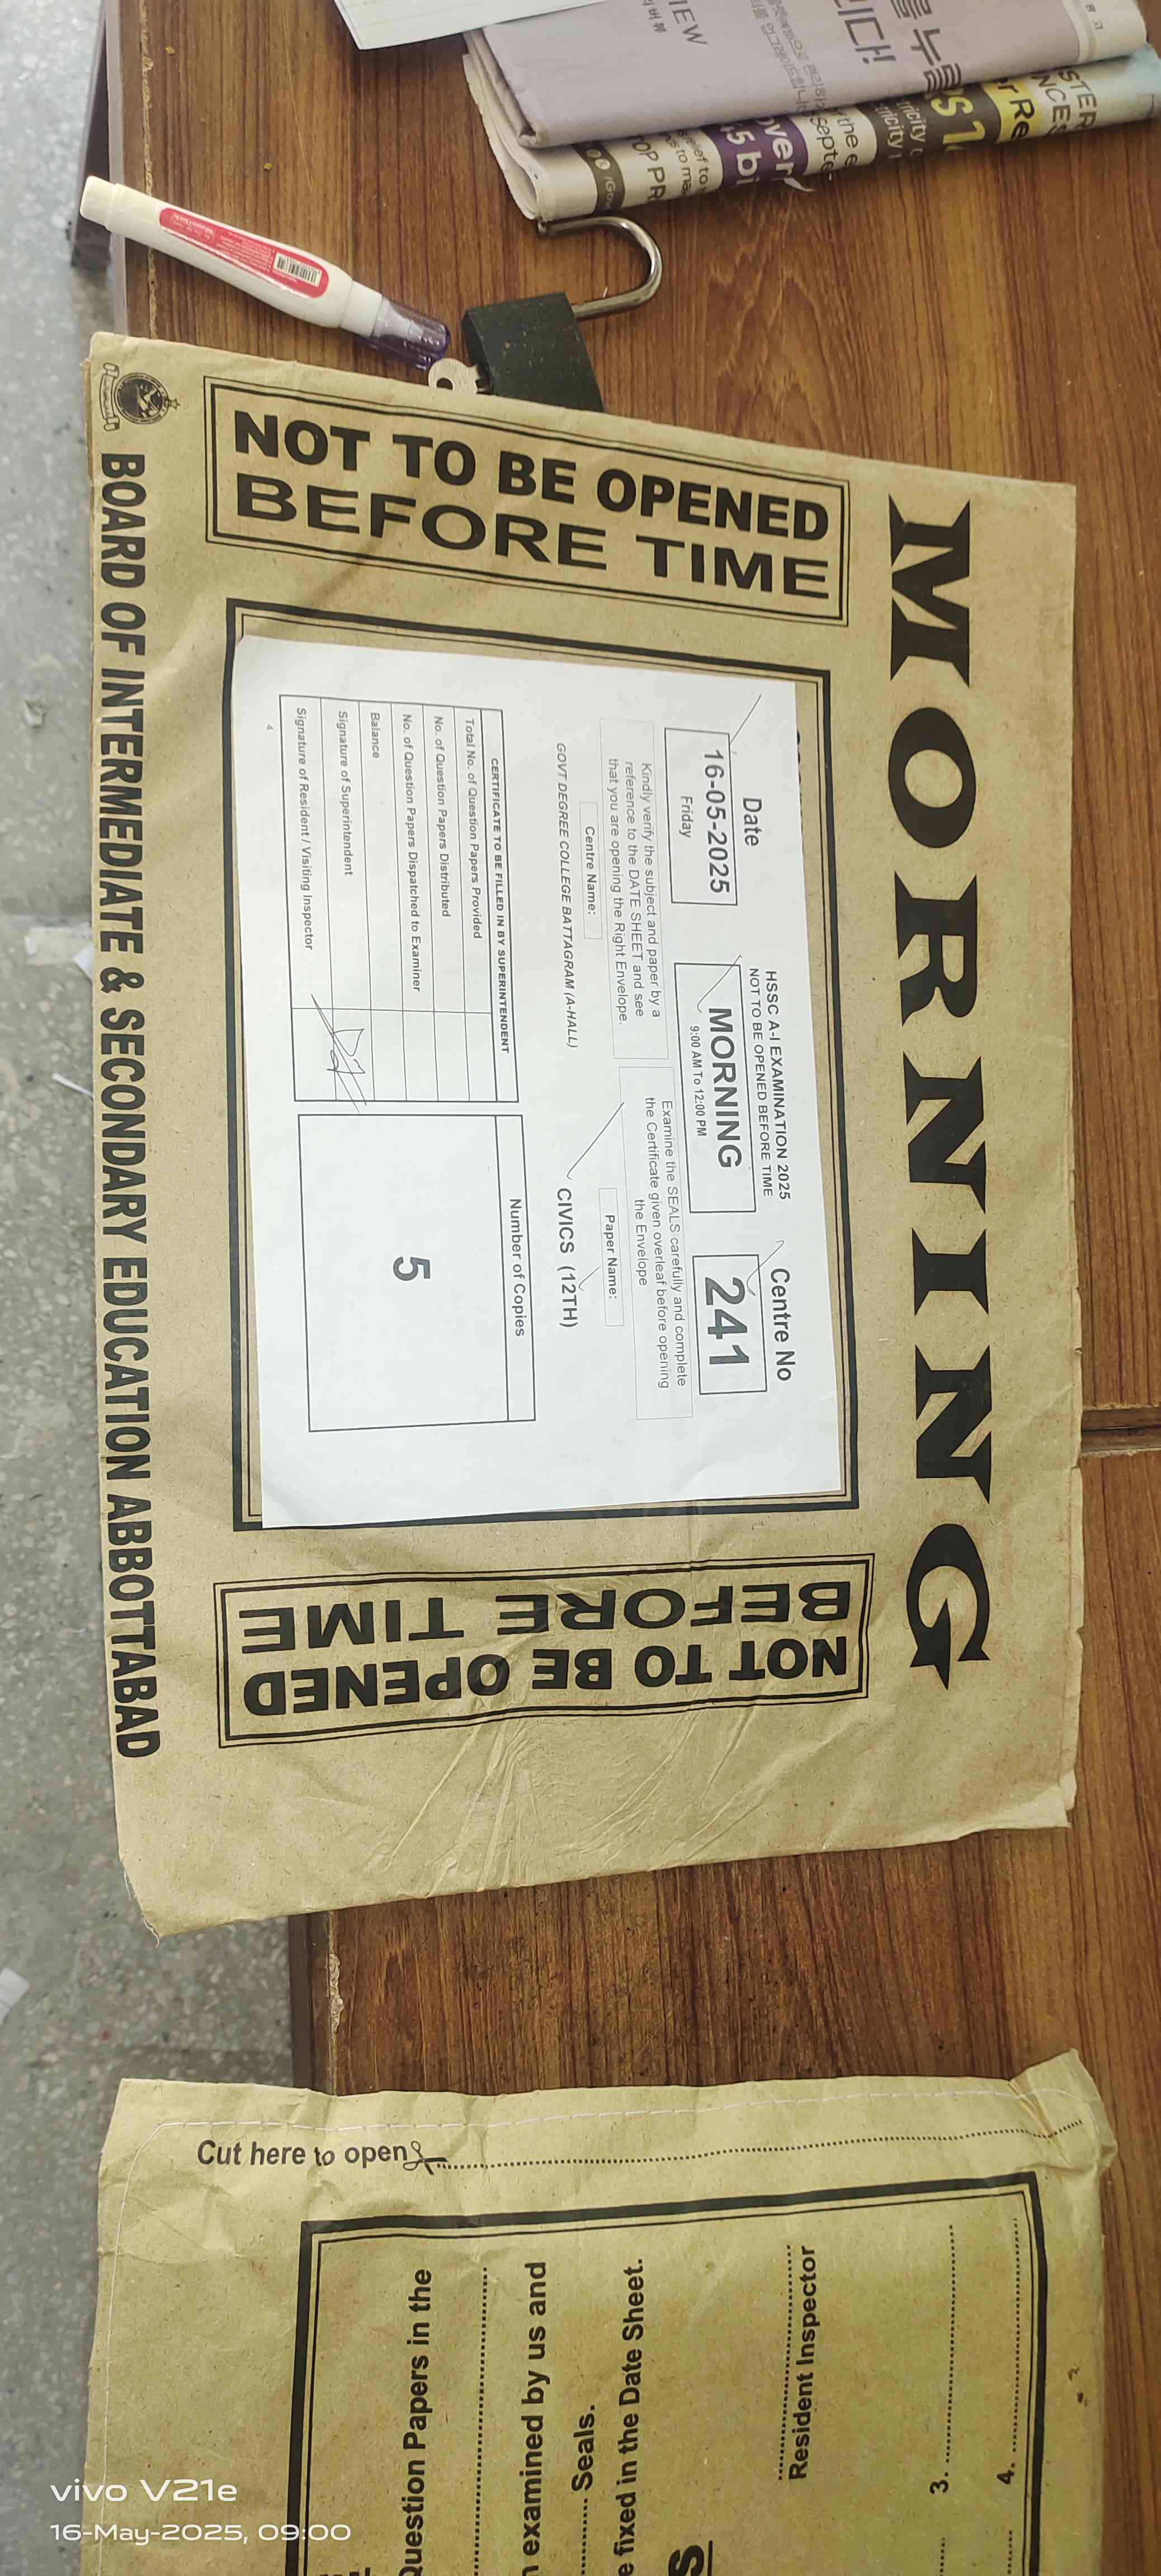 MORNING
NOT TO BE OPENED
BEFORE TIME
HSSC A-I EXAMINATION 2025
NOT TO BE OPENED BEFORE TIME
Date
16-05-2025
Friday
MORNING
9:00 AM To 12:00 PM
Centre No
241
Kindly verify the subject and paper by a
reference to the DATE SHEET and see
that you are opening the Right Envelope.
Examine the SEALS carefully and complete
the Certificate given overleaf before opening
the Envelope
Centre Name:
GOVT DEGREE COLLEGE BATTAGRAM (A-HALL)
Paper Name:
CIVICS (12TH)
CERTIFICATE TO BE FILLED IN BY SUPERINTENDENT
Total No. of Question Papers Provided
No. of Question Papers Distributed
No. of Question Papers Dispatched to Examiner
Balance
Signature of Superintendent
Signature of Resident / Visiting Inspector
Number of Copies
5
4
NOT TO BE OPENED
BEFORE TIME
BOARD OF INTERMEDIATE & SECONDARY EDUCATION ABBOTTABAD
Cut here to open
Question Papers in the
examined by us and
Seals.
fixed in the Date Sheet.
Resident Inspector
3.
4.
vivo V21e
16-May-2025, 09:00